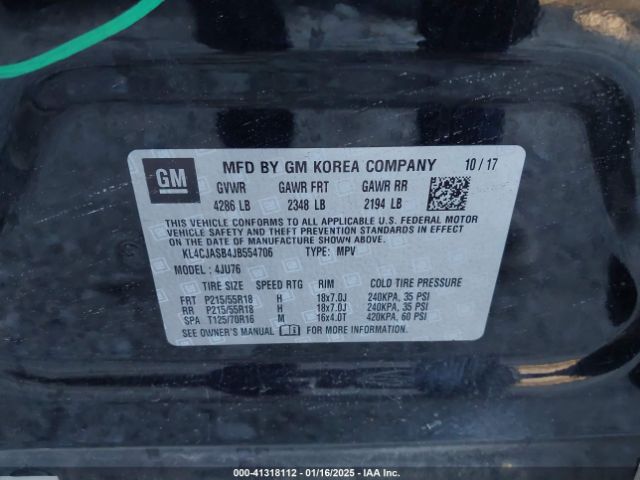 GM
MFD BY GM KOREA COMPANY 10/17
GVWR GAWR FRT GAWR RR
4286 LB 2348 LB 2194 LB
THIS VEHICLE CONFORMS TO ALL APPLICABLE U.S. FEDERAL MOTOR
VEHICLE SAFETY AND THEFT PREVENTION STANDARDS IN EFFECT
ON THE DATE OF MANUFACTURE SHOWN ABOVE.
KL4CJASB4JB554706 TYPE: MPV
MODEL: 4JU76
TIRE SIZE SPEED RTG RIM COLD TIRE PRESSURE
FRT P215/55R18 H 18x7.0J 240KPA, 35 PSI
RR P215/55R18 H 18x7.0J 240KPA, 35 PSI
SPA T125/70R16 M 16x4.0T 420KPA, 60 PSI
SEE OWNER'S MANUAL FOR MORE INFORMATION.
000-41318112 - 01/16/2025 - IAA Inc.